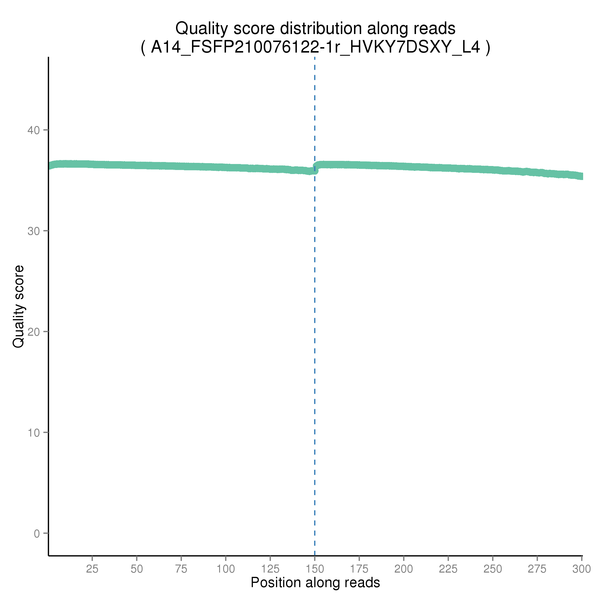 Quality score distribution along reads
( A14_FSFP210076122-1r_HVKY7DSXY_L4 )
Quality score
40
30
20
10
0
25 50 75 100 125 150 175 200 225 250 275 300
Position along reads